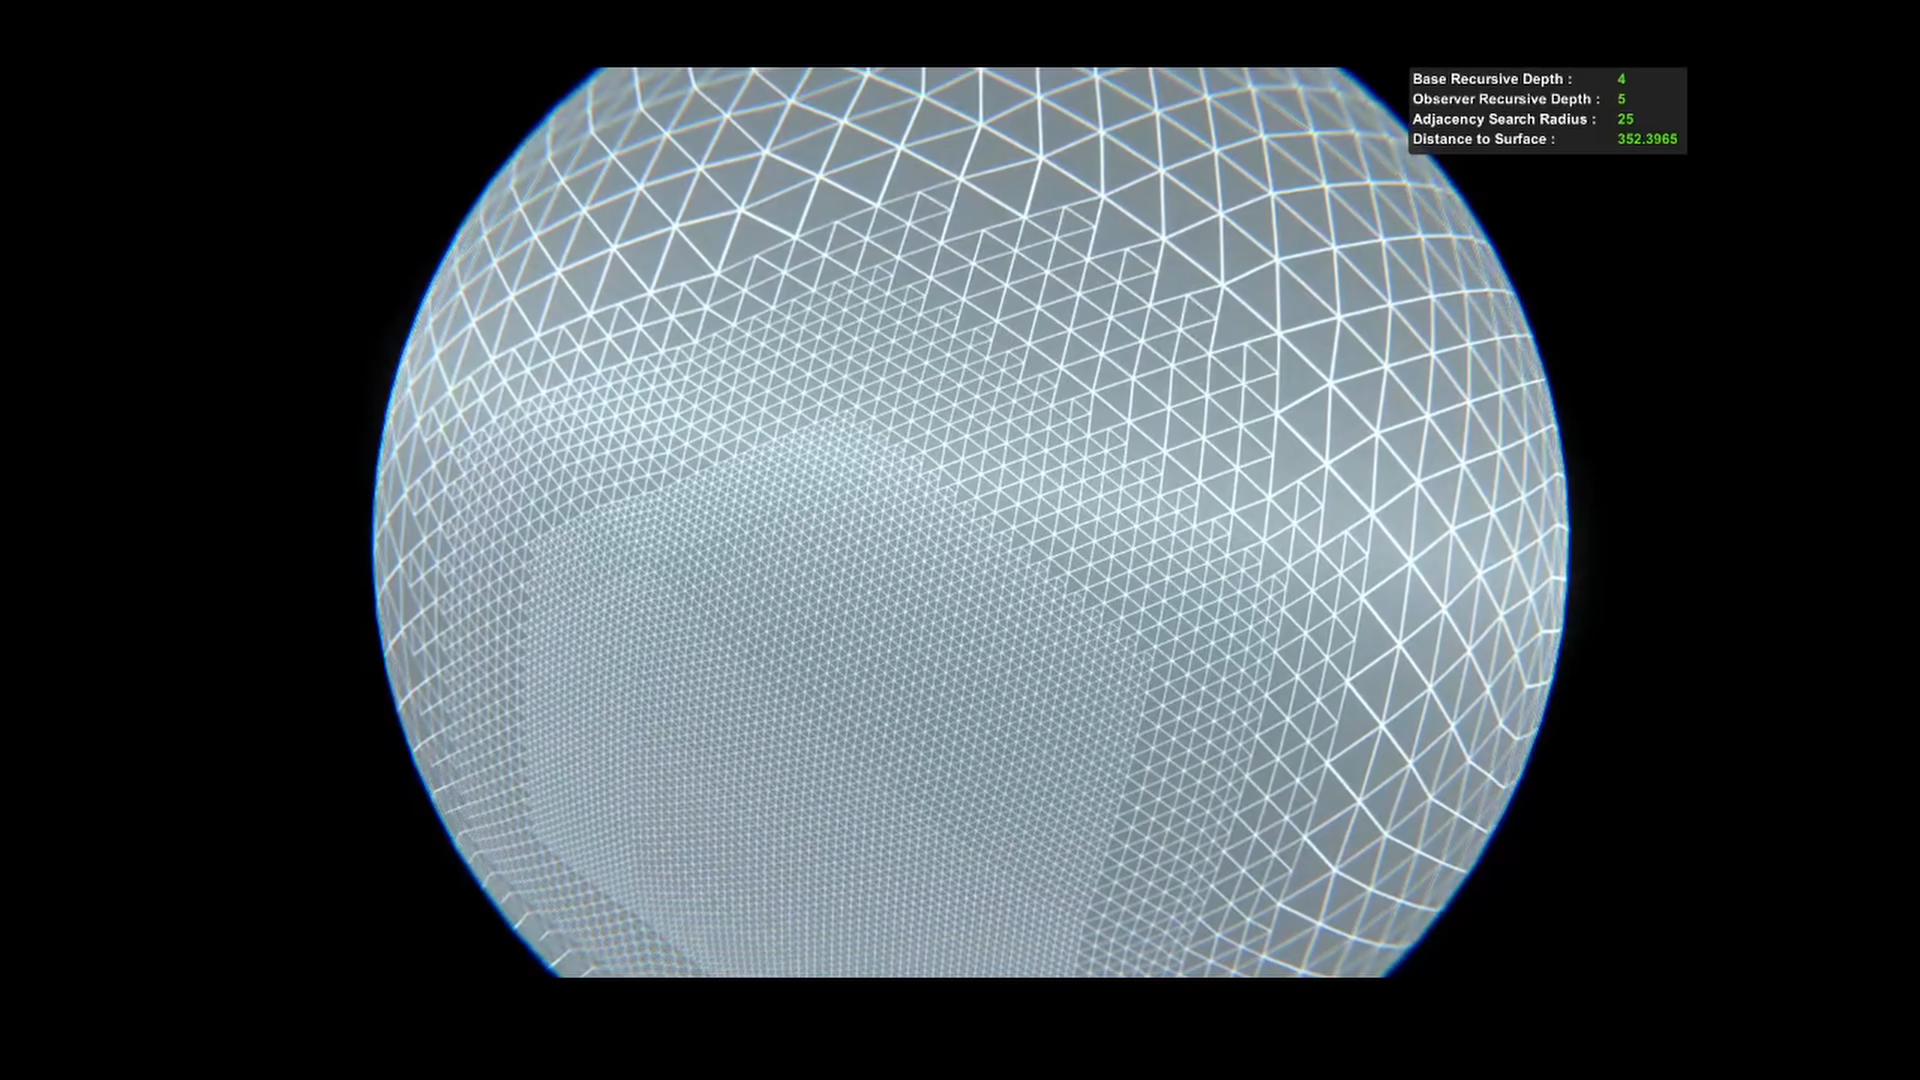 Base Recursive Depth : 4
Observer Recursive Depth : 5
Adjacency Search Radius : 25
Distance to Surface : 352.3965